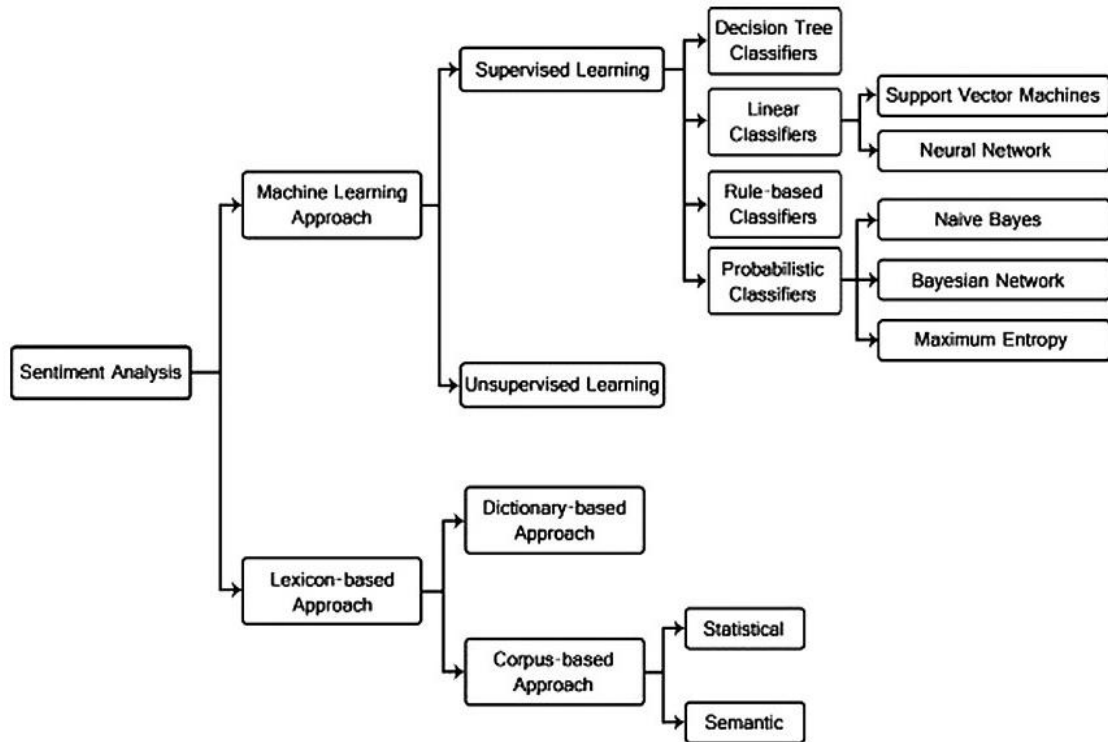 Decision Tree
Classifiers
Supervised Learning
Support Vector Machines
Linear
Classifiers
Neural Network
Machine Learning
Approach
Rule-based
Classifiers
Naive Bayes
Probabilistic
Classifiers
Bayesian Network
Maximum Entropy
Sentiment Analysis
Unsupervised Learning
Dictionary-based
Approach
Lexicon-based
Approach
Statistical
Corpus-based
Approach
Semantic